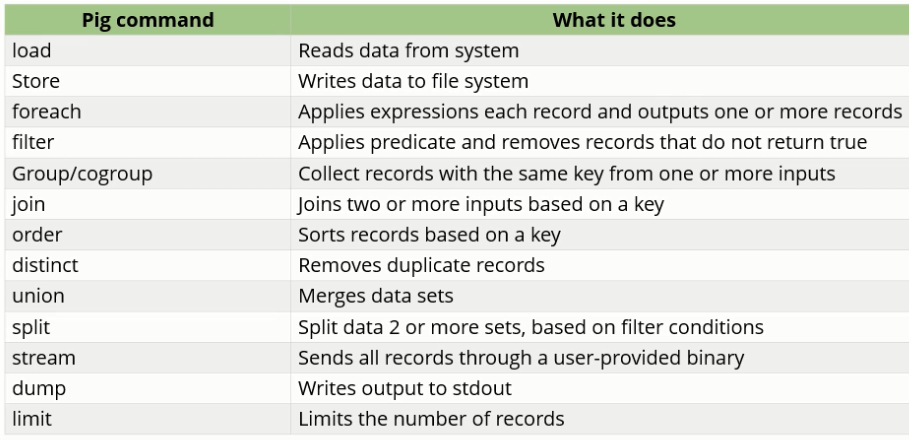 Pig command What it does
load Reads data from system
Store Writes data to file system
foreach Applies expressions each record and outputs one or more records
filter Applies predicate and removes records that do not return true
Group/cogroup Collect records with the same key from one or more inputs
join Joins two or more inputs based on a key
order Sorts records based on a key
distinct Removes duplicate records
union Merges data sets
split Split data 2 or more sets, based on filter conditions
stream Sends all records through a user-provided binary
dump Writes output to stdout
limit Limits the number of records